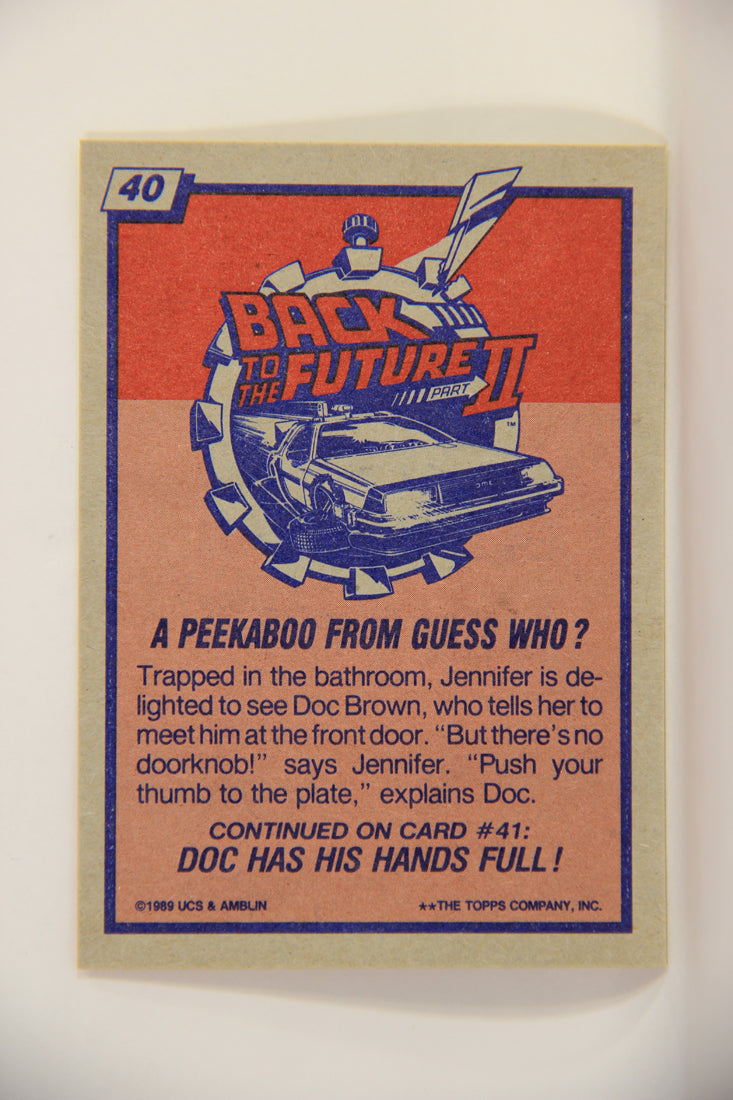 40
BACK
TO THE FUTURE
PART II
TM
DMC
A PEEKABOO FROM GUESS WHO?
Trapped in the bathroom, Jennifer is de-
lighted to see Doc Brown, who tells her to
meet him at the front door. “But there’s no
doorknob!” says Jennifer. “Push your
thumb to the plate,” explains Doc.
CONTINUED ON CARD #41:
DOC HAS HIS HANDS FULL!
©1989 UCS & AMBLIN
★★THE TOPPS COMPANY, INC.